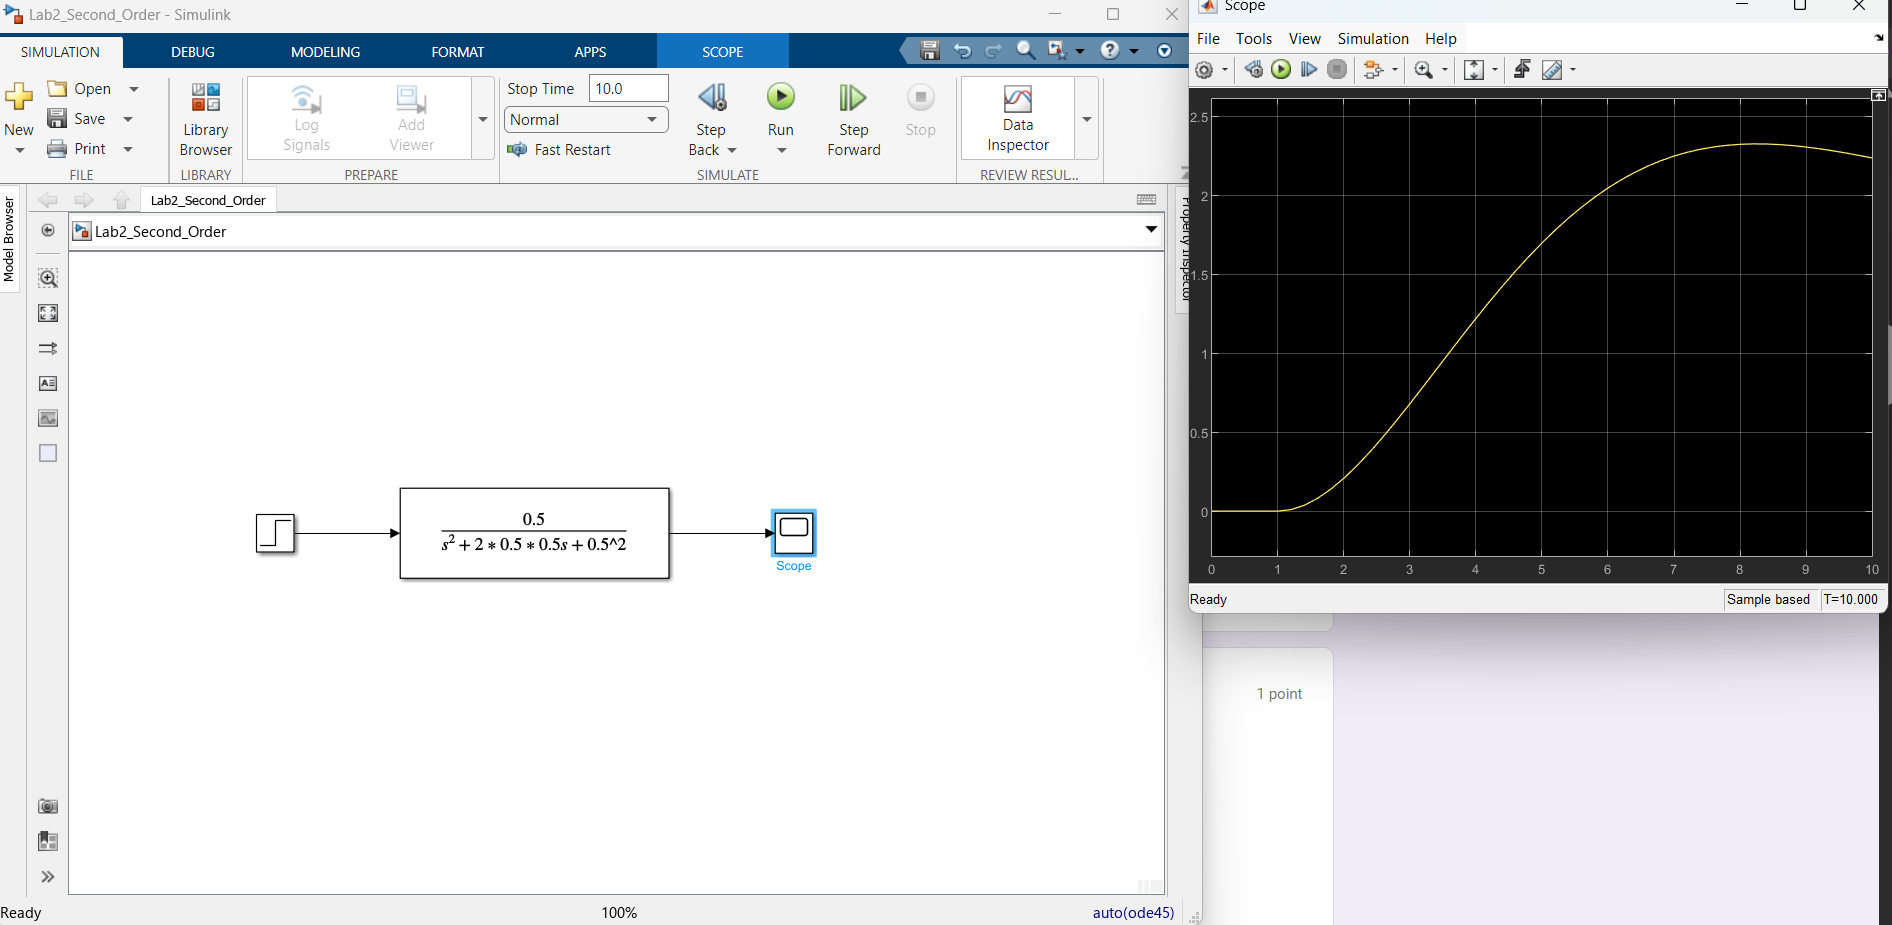 Lab2_Second_Order - Simulink
SIMULATION DEBUG MODELING FORMAT APPS SCOPE
New
Open
Save
Print
FILE
Library
Browser
LIBRARY
Log
Signals
Add
Viewer
PREPARE
Stop Time 10.0
Normal
Fast Restart
Step
Back
Run
Step
Forward
Stop
SIMULATE
Data
Inspector
REVIEW RESUL...
Model Browser
Lab2_Second_Order
Lab2_Second_Order
Property Inspector
0.5
s² + 2 * 0.5 * 0.5s + 0.5^2
Scope
Ready 100% auto(ode45)
Scope
File Tools View Simulation Help
2.5
2
1.5
1
0.5
0
0 1 2 3 4 5 6 7 8 9 10
Ready Sample based T=10.000
1 point